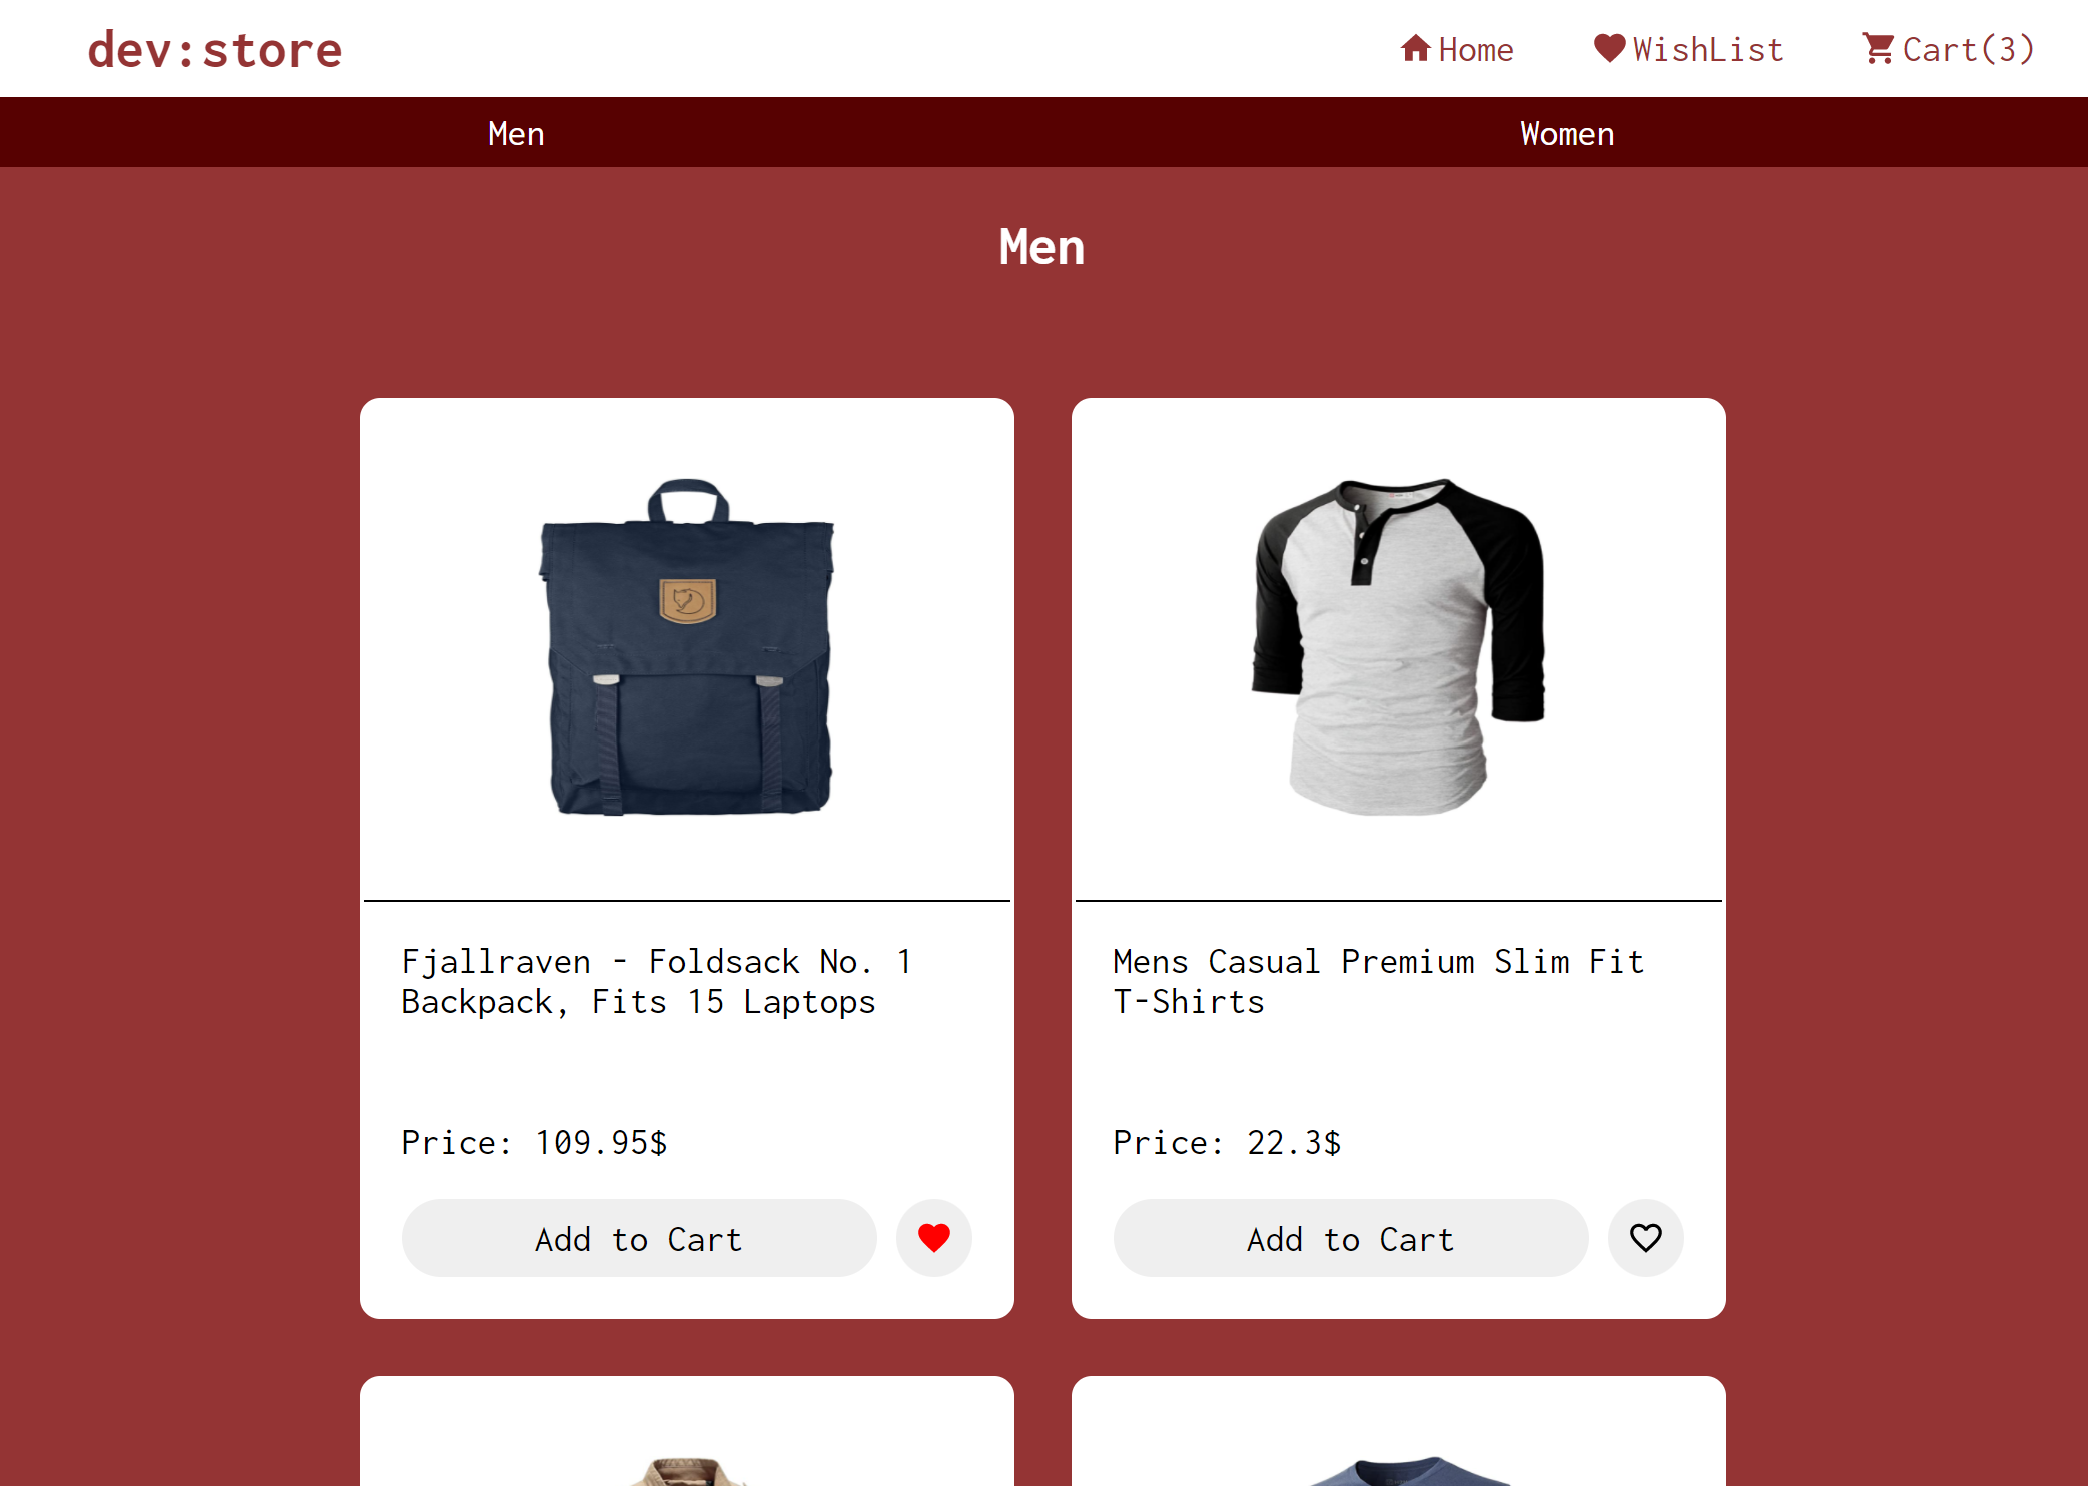 dev:store
Home
WishList
Cart(3)
Men
Women
Men
Fjallraven - Foldsack No. 1
Backpack, Fits 15 Laptops
Price: 109.95$
Add to Cart
Mens Casual Premium Slim Fit
T-Shirts
Price: 22.3$
Add to Cart